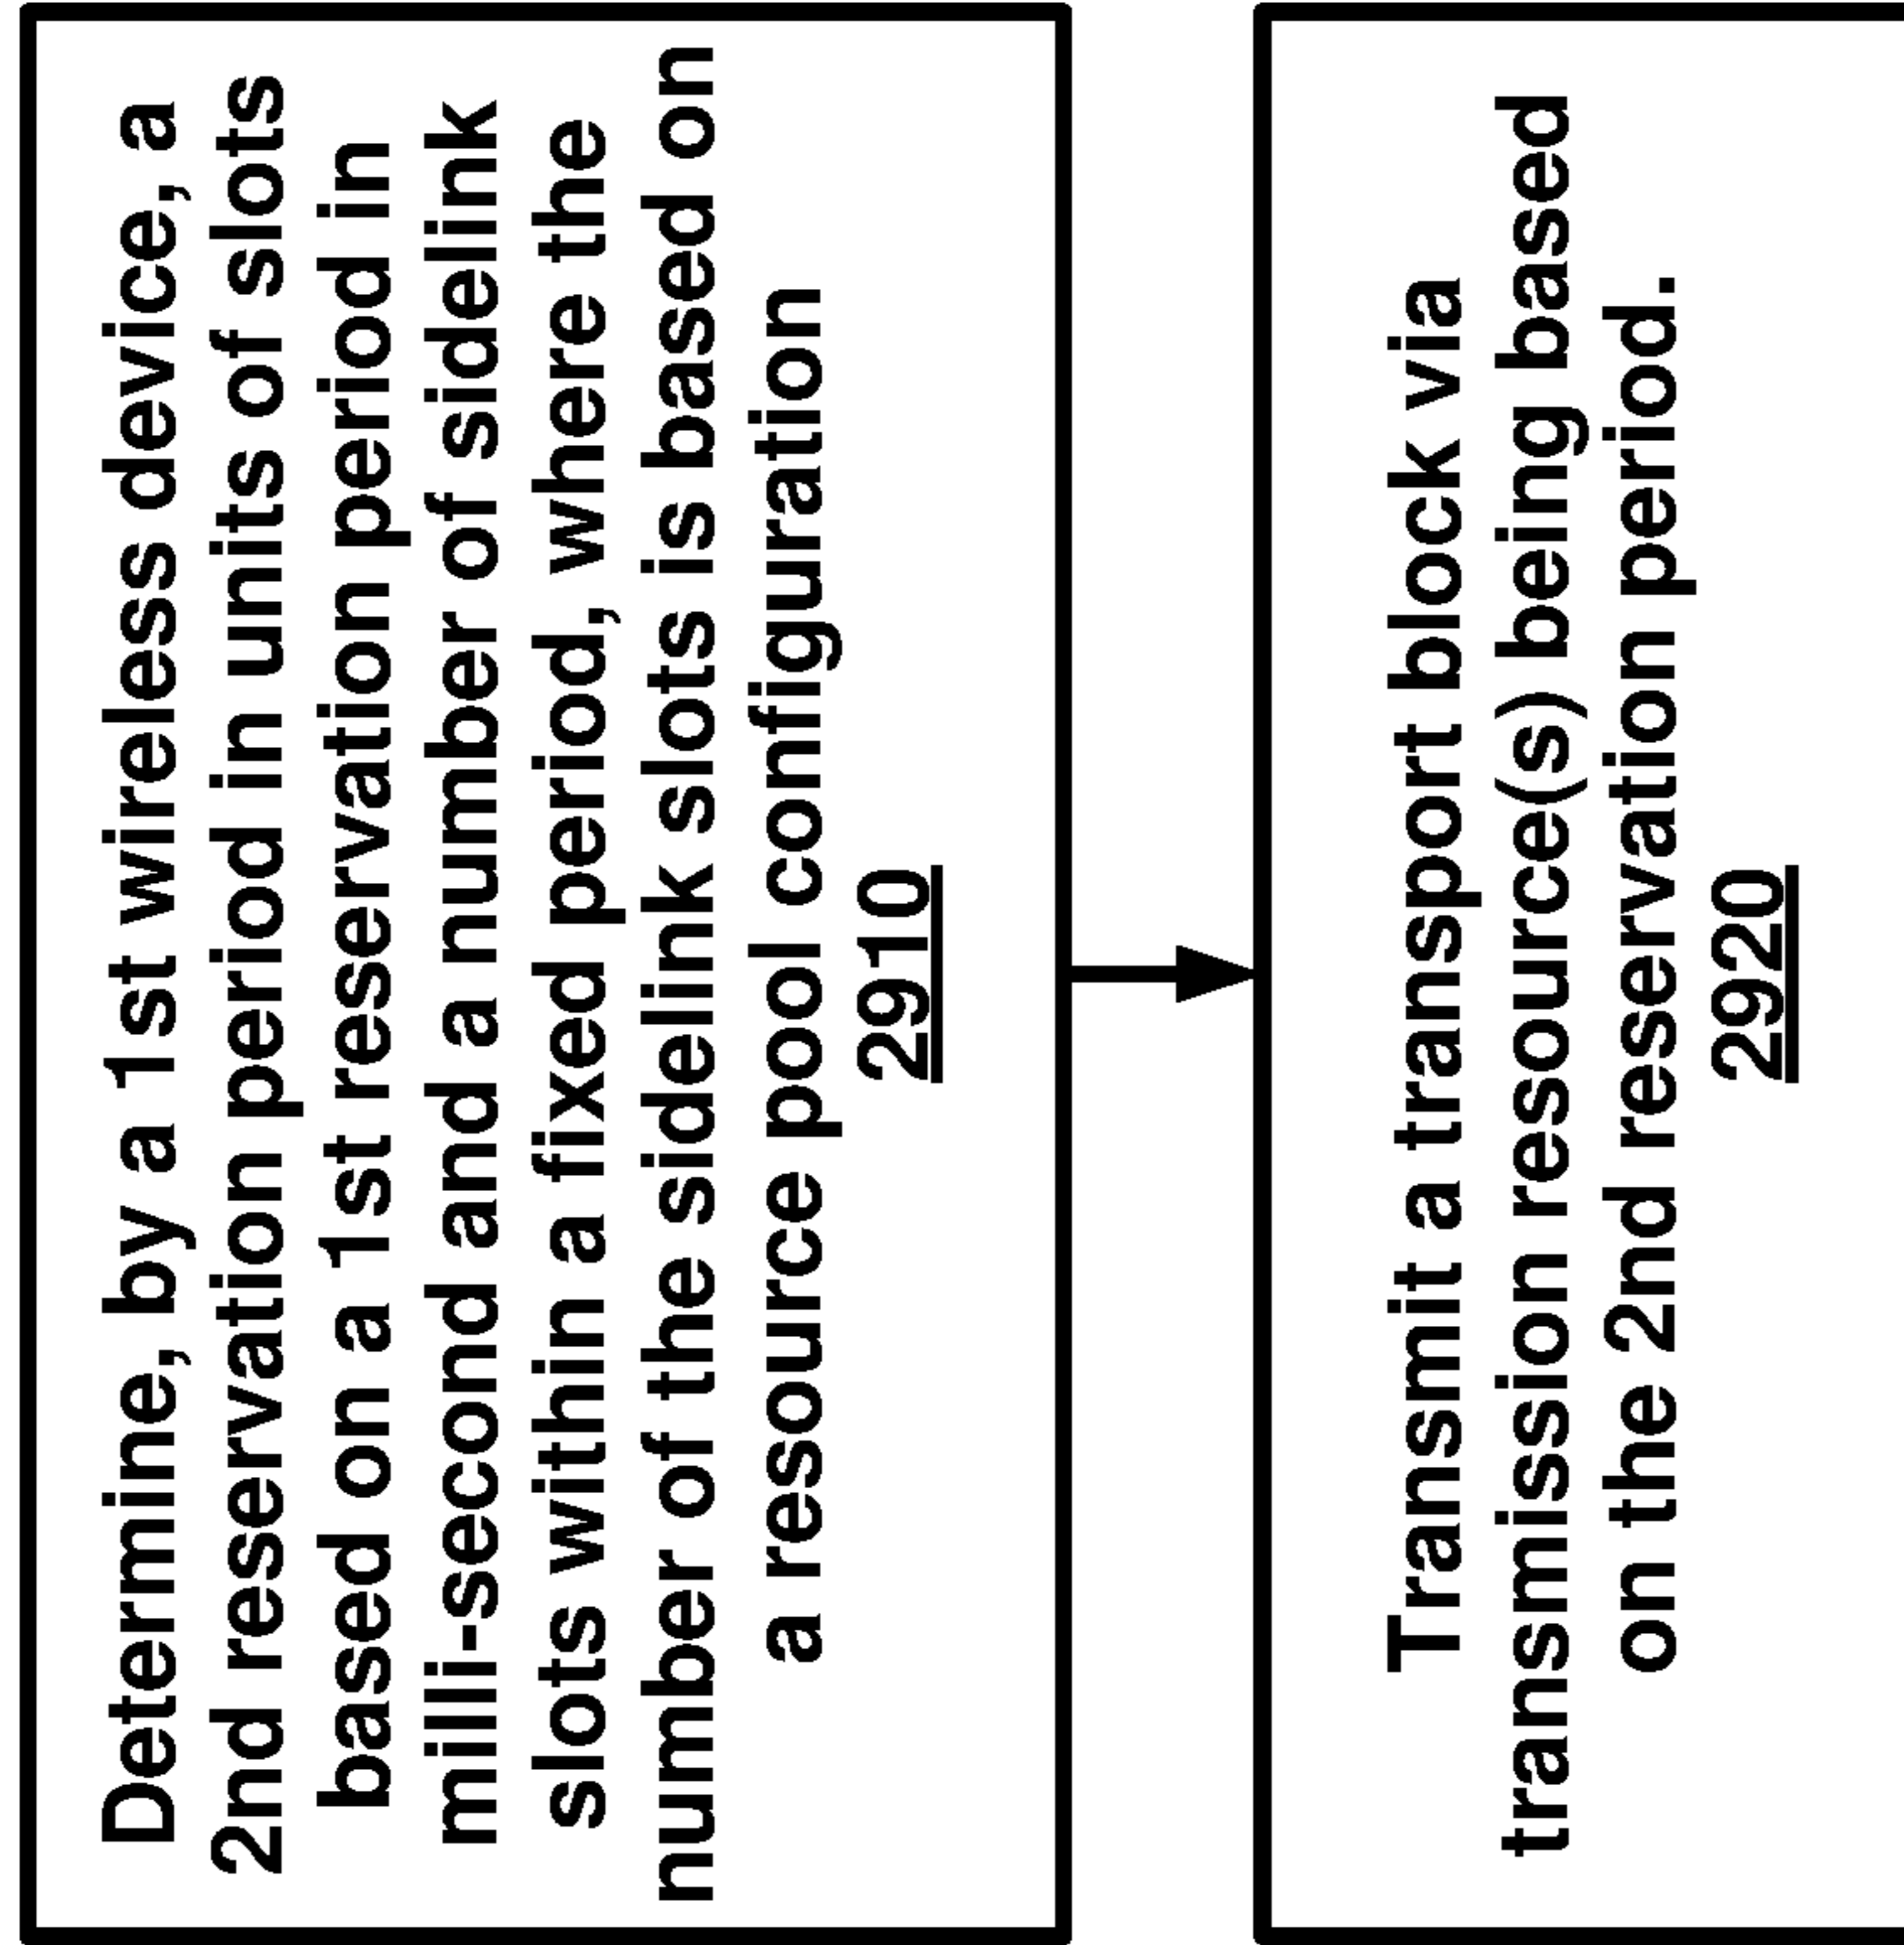 Determine, by a 1st wireless device, a
2nd reservation period in units of slots
based on a 1st reservation period in
milli-second and a number of sidelink
slots within a fixed period, where the
number of the sidelink slots is based on
a resource pool configuration
2910
Transmit a transport block via
transmission resource(s) being based
on the 2nd reservation period.
2920